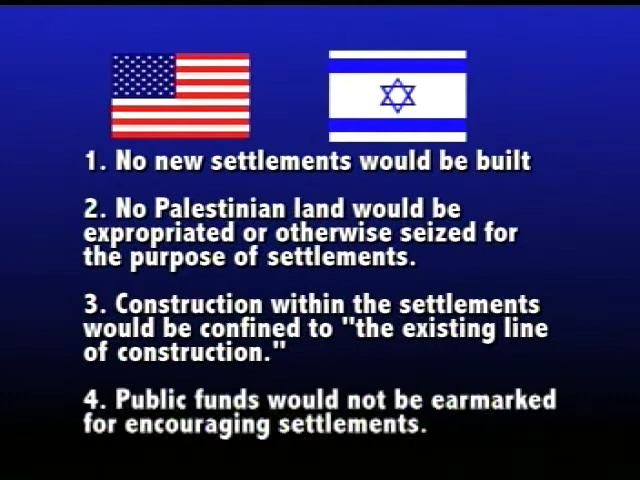 1. No new settlements would be built
2. No Palestinian land would be
expropriated or otherwise seized for
the purpose of settlements.
3. Construction within the settlements
would be confined to "the existing line
of construction."
4. Public funds would not be earmarked
for encouraging settlements.